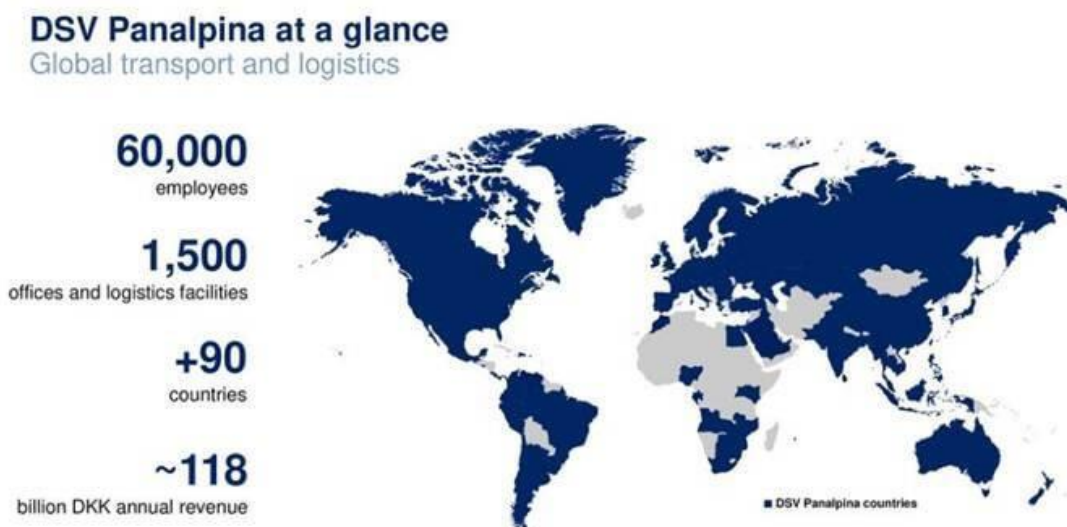 DSV Panalpina at a glance
Global transport and logistics
60,000
employees
1,500
offices and logistics facilities
+90
countries
~118
billion DKK annual revenue
DSV Panalpina countries